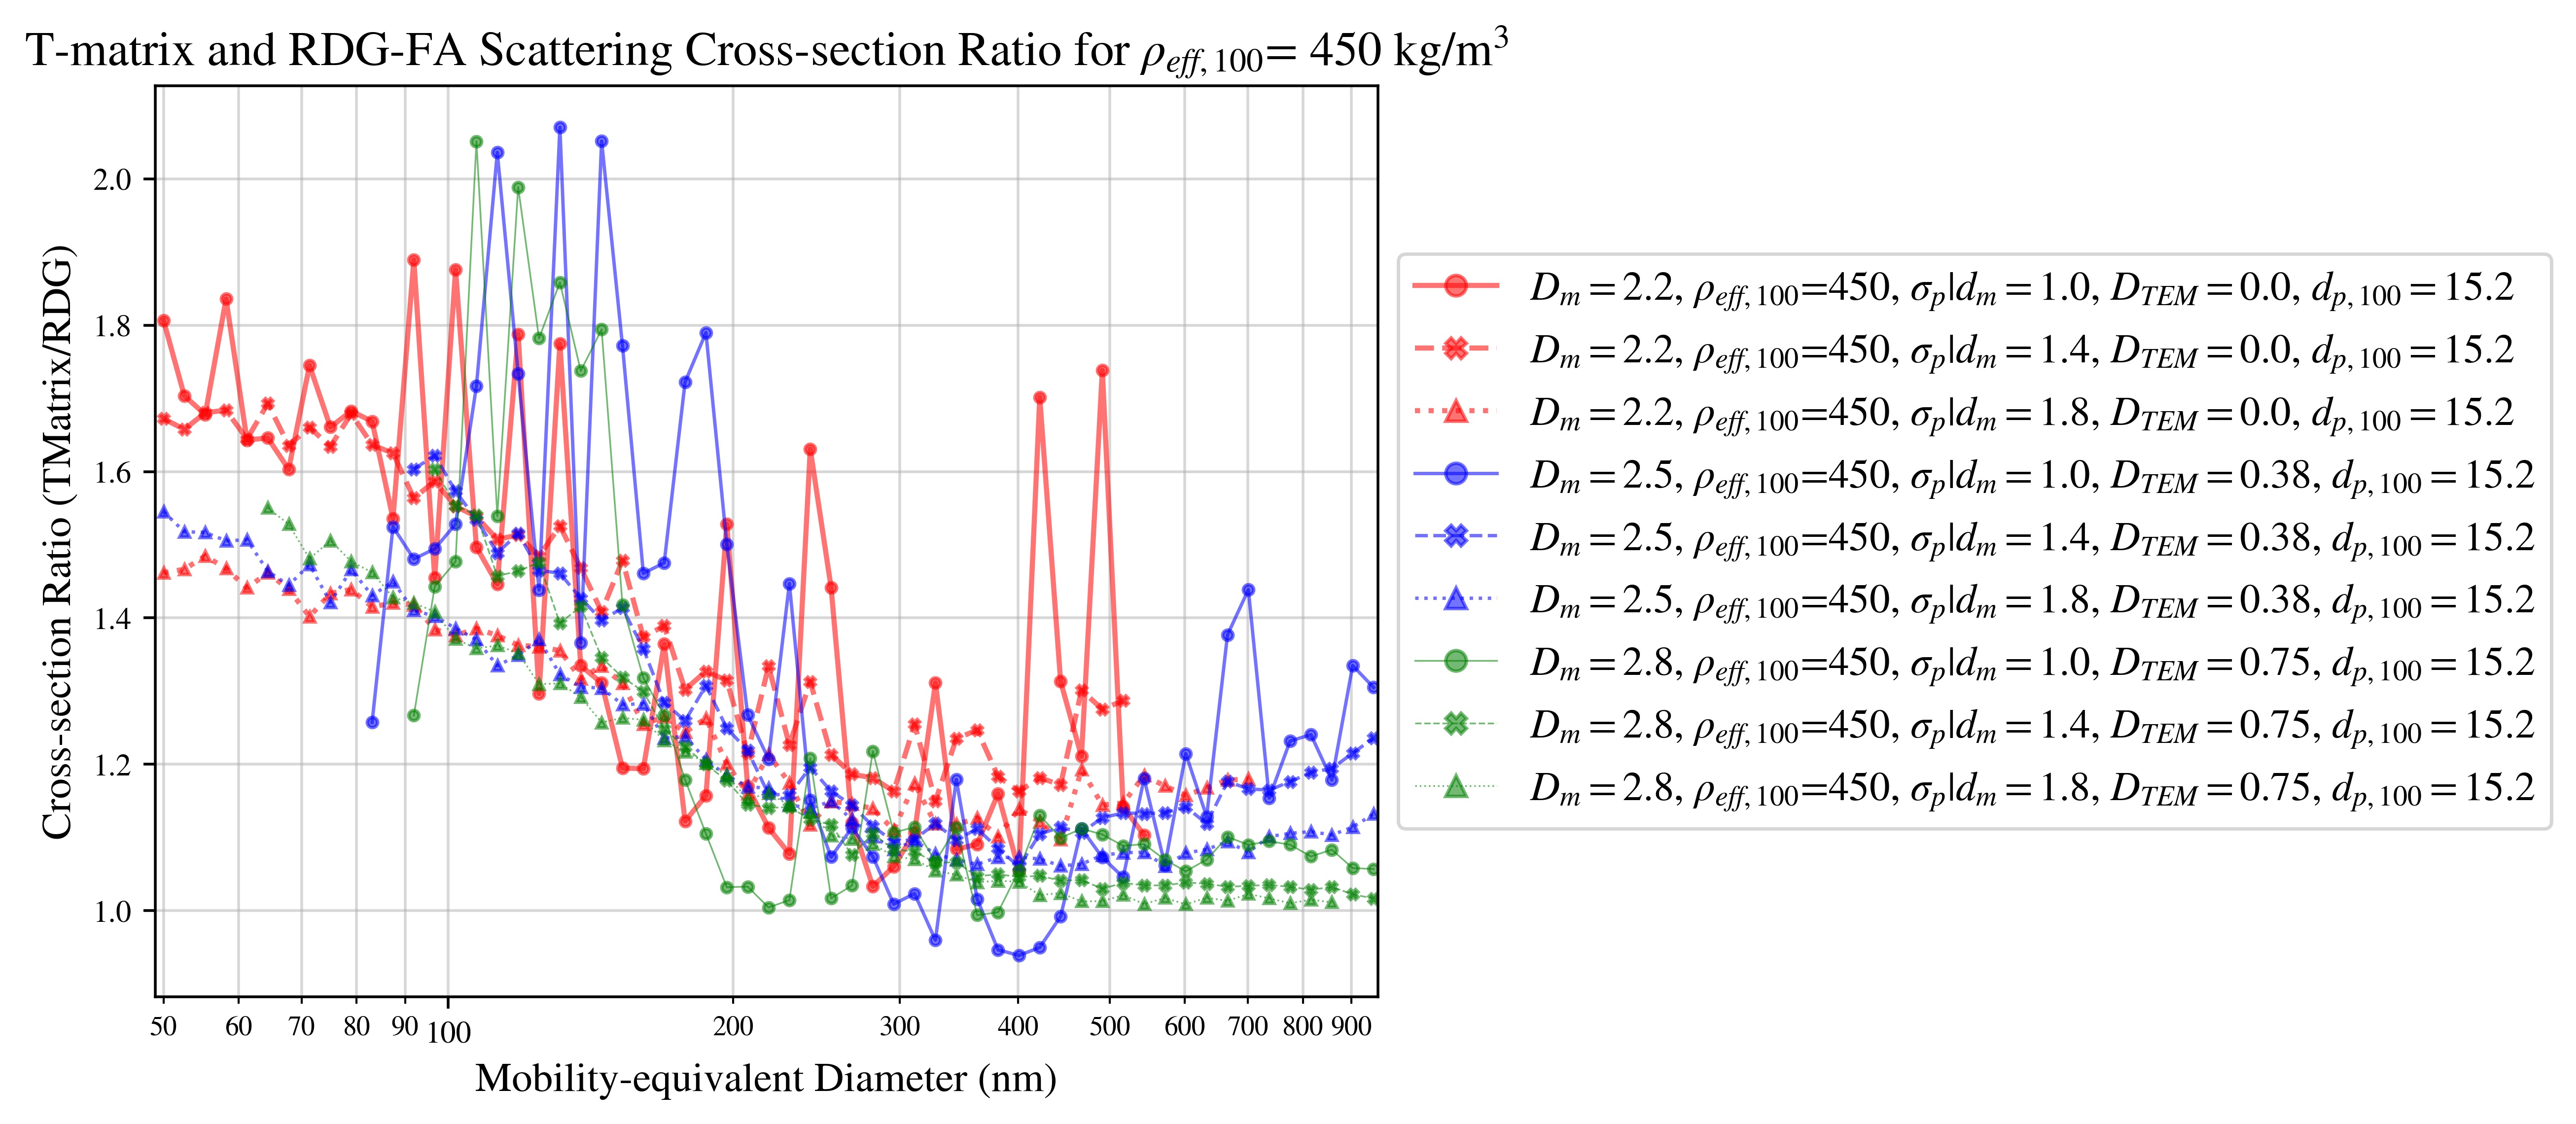 T-matrix and RDG-FA Scattering Cross-section Ratio for ρeff,100= 450 kg/m³
Cross-section Ratio (TMatrix/RDG)
2.0
1.8
1.6
1.4
1.2
1.0
50 60 70 80 90 100 200 300 400 500 600 700 800 900
Mobility-equivalent Diameter (nm)
Dm = 2.2, ρeff,100=450, σp|dm = 1.0, DTEM = 0.0, dp,100 = 15.2
Dm = 2.2, ρeff,100=450, σp|dm = 1.4, DTEM = 0.0, dp,100 = 15.2
Dm = 2.2, ρeff,100=450, σp|dm = 1.8, DTEM = 0.0, dp,100 = 15.2
Dm = 2.5, ρeff,100=450, σp|dm = 1.0, DTEM = 0.38, dp,100 = 15.2
Dm = 2.5, ρeff,100=450, σp|dm = 1.4, DTEM = 0.38, dp,100 = 15.2
Dm = 2.5, ρeff,100=450, σp|dm = 1.8, DTEM = 0.38, dp,100 = 15.2
Dm = 2.8, ρeff,100=450, σp|dm = 1.0, DTEM = 0.75, dp,100 = 15.2
Dm = 2.8, ρeff,100=450, σp|dm = 1.4, DTEM = 0.75, dp,100 = 15.2
Dm = 2.8, ρeff,100=450, σp|dm = 1.8, DTEM = 0.75, dp,100 = 15.2